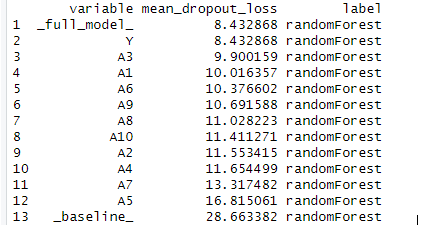 variable mean_dropout_loss label
1 _full_model_ 8.432868 randomForest
2 Y 8.432868 randomForest
3 A3 9.900159 randomForest
4 A1 10.016357 randomForest
5 A6 10.376602 randomForest
6 A9 10.691588 randomForest
7 A8 11.028223 randomForest
8 A10 11.411271 randomForest
9 A2 11.553415 randomForest
10 A4 11.654499 randomForest
11 A7 13.317482 randomForest
12 A5 16.815061 randomForest
13 _baseline_ 28.663382 randomForest